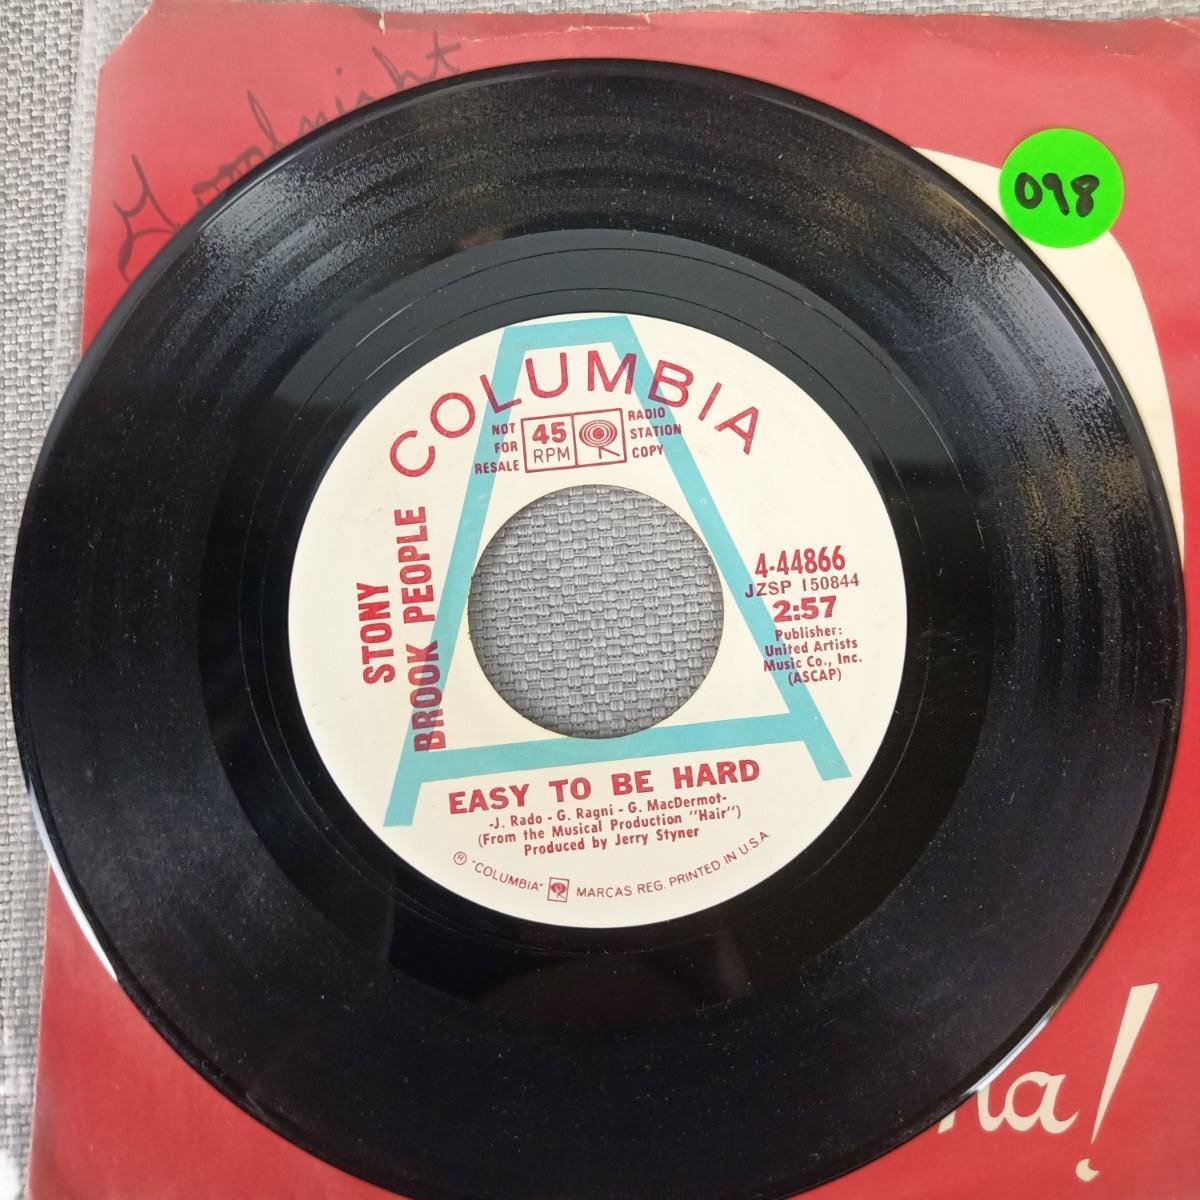 Goodnight
098
COLUMBIA
NOT
FOR
RESALE
45
RPM
RADIO
STATION
COPY
STONY
BROOK PEOPLE
4-44866
JZSP 150844
2:57
Publisher:
United Artists
Music Co., Inc.
(ASCAP)
EASY TO BE HARD
-J. Rado - G. Ragni - G. MacDermot-
(From the Musical Production "Hair")
Produced by Jerry Styner
® "COLUMBIA" MARCAS REG. PRINTED IN U.S.A.